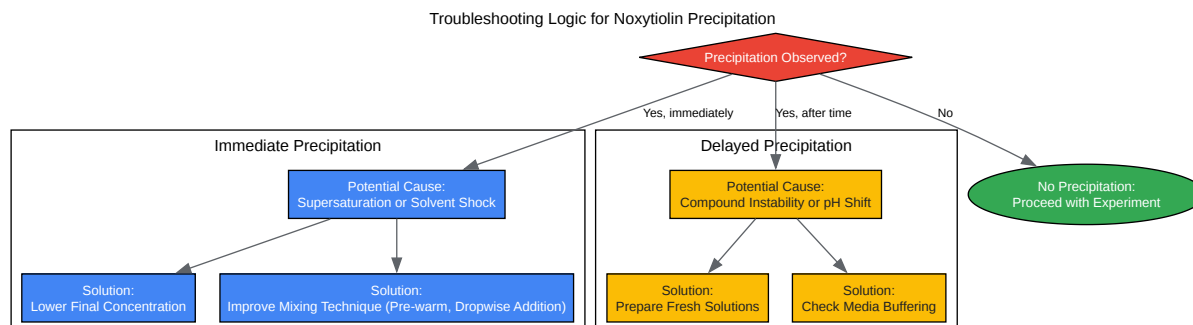 Troubleshooting Logic for Noxytiolin Precipitation
Precipitation Observed?
Yes, immediately
Yes, after time
No
Immediate Precipitation
Potential Cause:
Supersaturation or Solvent Shock
Solution:
Lower Final Concentration
Solution:
Improve Mixing Technique (Pre-warm, Dropwise Addition)
Delayed Precipitation
Potential Cause:
Compound Instability or pH Shift
Solution:
Prepare Fresh Solutions
Solution:
Check Media Buffering
No Precipitation:
Proceed with Experiment